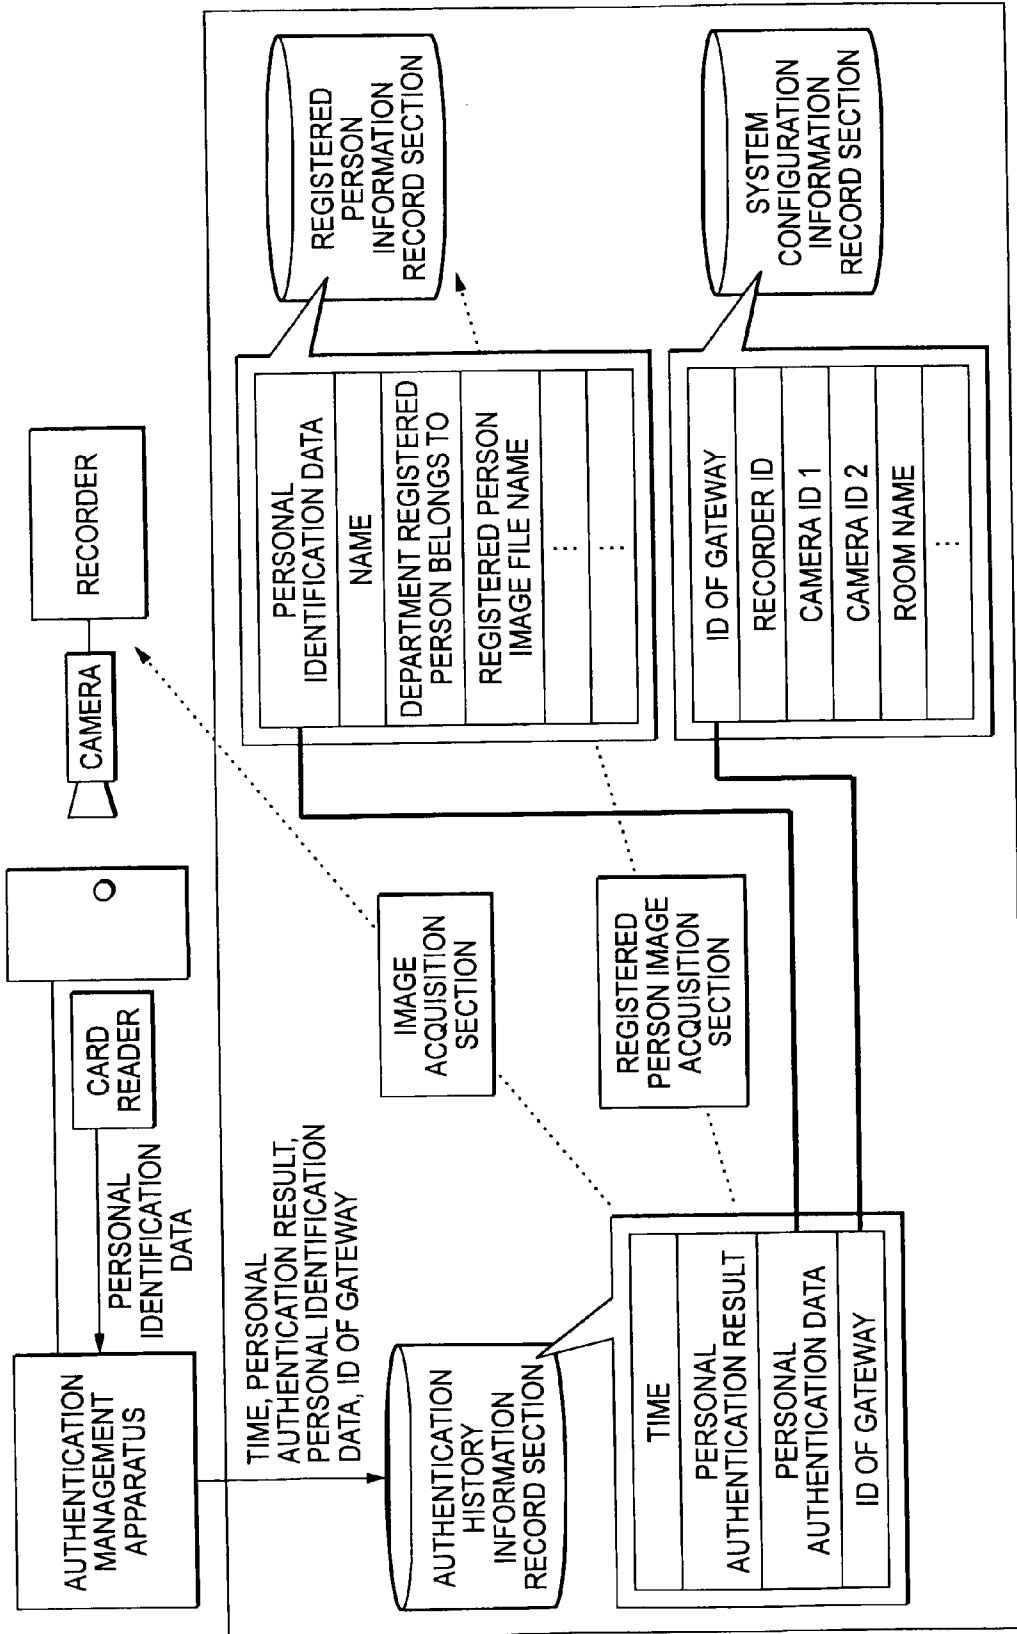 AUTHENTICATION
MANAGEMENT
APPARATUS
PERSONAL
IDENTIFICATION
DATA
CARD
READER
CAMERA
RECORDER
TIME, PERSONAL
AUTHENTICATION RESULT,
PERSONAL IDENTIFICATION
DATA, ID OF GATEWAY
AUTHENTICATION
HISTORY
INFORMATION
RECORD SECTION
TIME
PERSONAL
AUTHENTICATION RESULT
PERSONAL
AUTHENTICATION DATA
ID OF GATEWAY
IMAGE
ACQUISITION
SECTION
REGISTERED
PERSON IMAGE
ACQUISITION
SECTION
PERSONAL
IDENTIFICATION DATA
NAME
DEPARTMENT REGISTERED
PERSON BELONGS TO
REGISTERED PERSON
IMAGE FILE NAME
...
...
REGISTERED
PERSON
INFORMATION
RECORD SECTION
ID OF GATEWAY
RECORDER ID
CAMERA ID 1
CAMERA ID 2
ROOM NAME
...
SYSTEM
CONFIGURATION
INFORMATION
RECORD SECTION